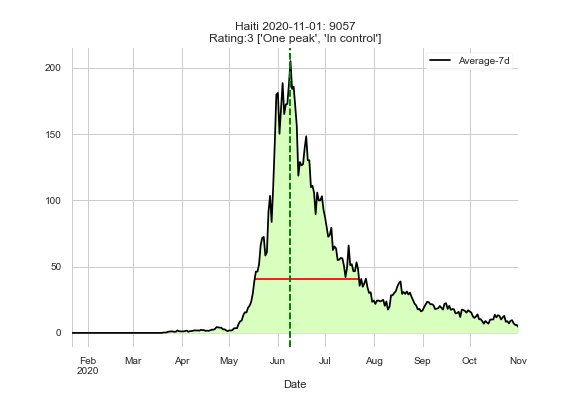 Haiti 2020-11-01: 9057
Rating:3 ['One peak', 'In control']
Average-7d
200
150
100
50
0
Feb Mar Apr May Jun Jul Aug Sep Oct Nov
2020
Date